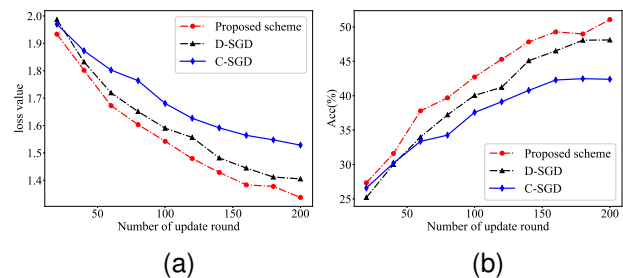 2.0
1.9
1.8
1.7
1.6
1.5
1.4
loss value
50
100
150
200
Number of update round
Proposed scheme
D-SGD
C-SGD
(a)
50
45
40
35
30
25
Acc(%)
50
100
150
200
Number of update round
Proposed scheme
D-SGD
C-SGD
(b)